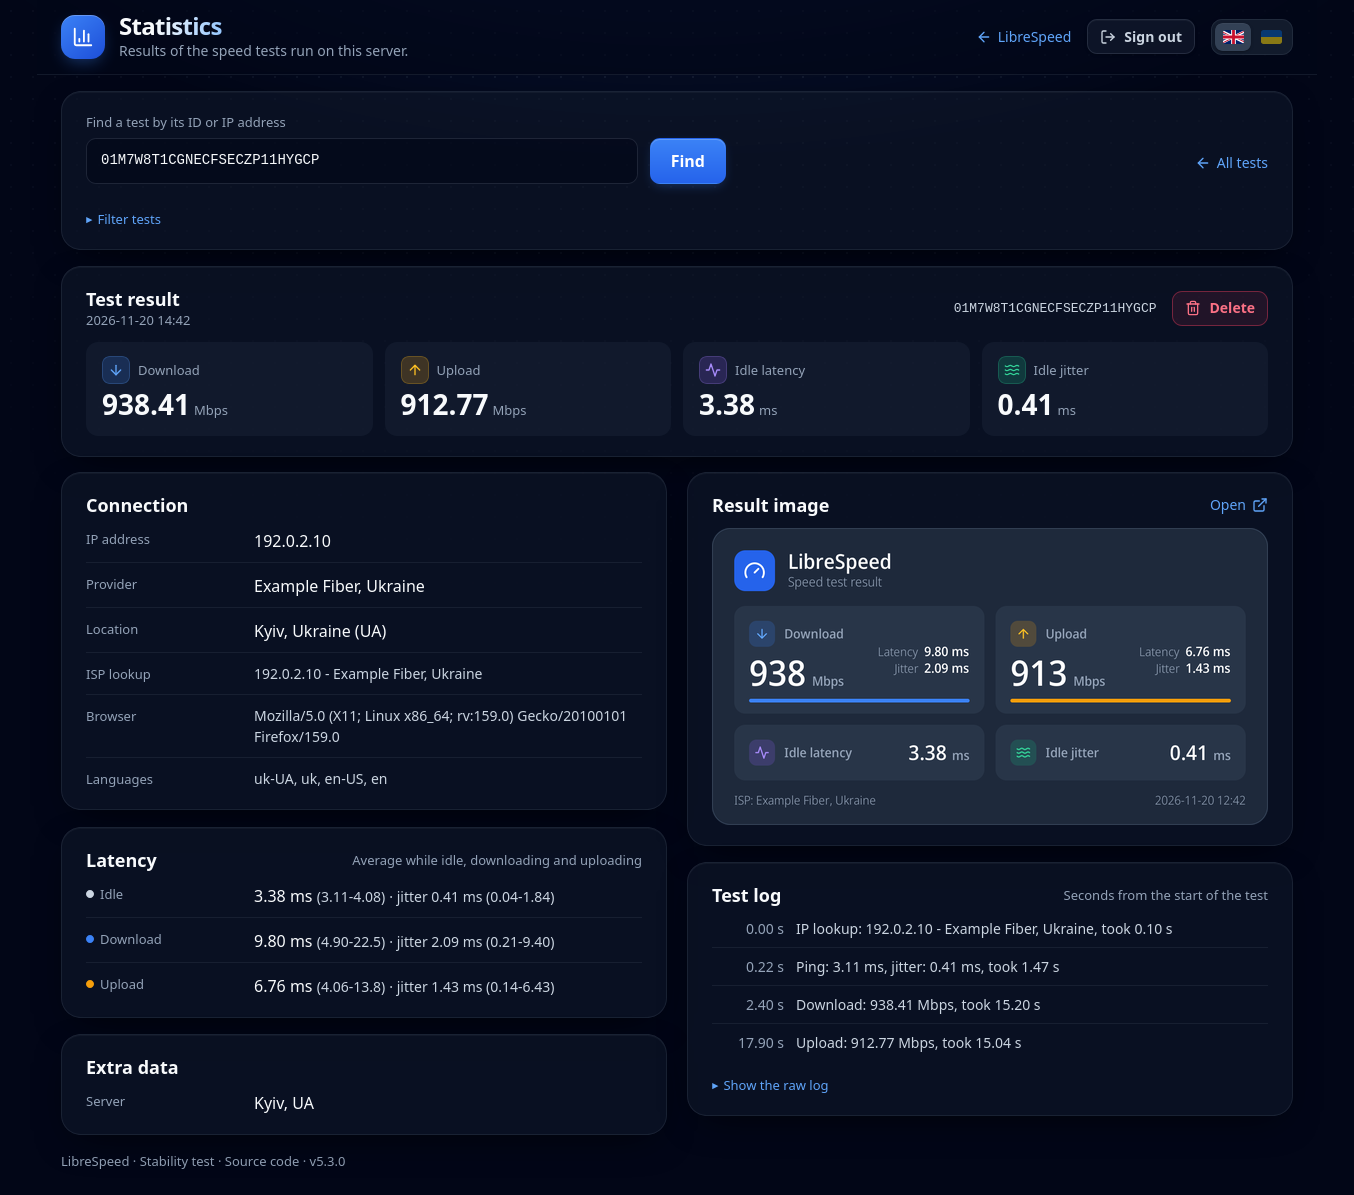 Statistics
Results of the speed tests run on this server.
LibreSpeed
Sign out
Find a test by its ID or IP address
01M7W8T1CGNECFSECZP11HYGCP
Find
All tests
▸ Filter tests
Test result
2026-11-20 14:42
01M7W8T1CGNECFSECZP11HYGCP
Delete
Download
938.41 Mbps
Upload
912.77 Mbps
Idle latency
3.38 ms
Idle jitter
0.41 ms
Connection
IP address 192.0.2.10
Provider Example Fiber, Ukraine
Location Kyiv, Ukraine (UA)
ISP lookup 192.0.2.10 - Example Fiber, Ukraine
Browser Mozilla/5.0 (X11; Linux x86_64; rv:159.0) Gecko/20100101
Firefox/159.0
Languages uk-UA, uk, en-US, en
Latency
Average while idle, downloading and uploading
Idle 3.38 ms (3.11-4.08) · jitter 0.41 ms (0.04-1.84)
Download 9.80 ms (4.90-22.5) · jitter 2.09 ms (0.21-9.40)
Upload 6.76 ms (4.06-13.8) · jitter 1.43 ms (0.14-6.43)
Extra data
Server Kyiv, UA
Result image
Open
LibreSpeed
Speed test result
Download
938 Mbps
Latency 9.80 ms
Jitter 2.09 ms
Upload
913 Mbps
Latency 6.76 ms
Jitter 1.43 ms
Idle latency 3.38 ms
Idle jitter 0.41 ms
ISP: Example Fiber, Ukraine
2026-11-20 12:42
Test log
Seconds from the start of the test
0.00 s IP lookup: 192.0.2.10 - Example Fiber, Ukraine, took 0.10 s
0.22 s Ping: 3.11 ms, jitter: 0.41 ms, took 1.47 s
2.40 s Download: 938.41 Mbps, took 15.20 s
17.90 s Upload: 912.77 Mbps, took 15.04 s
▸ Show the raw log
LibreSpeed · Stability test · Source code · v5.3.0